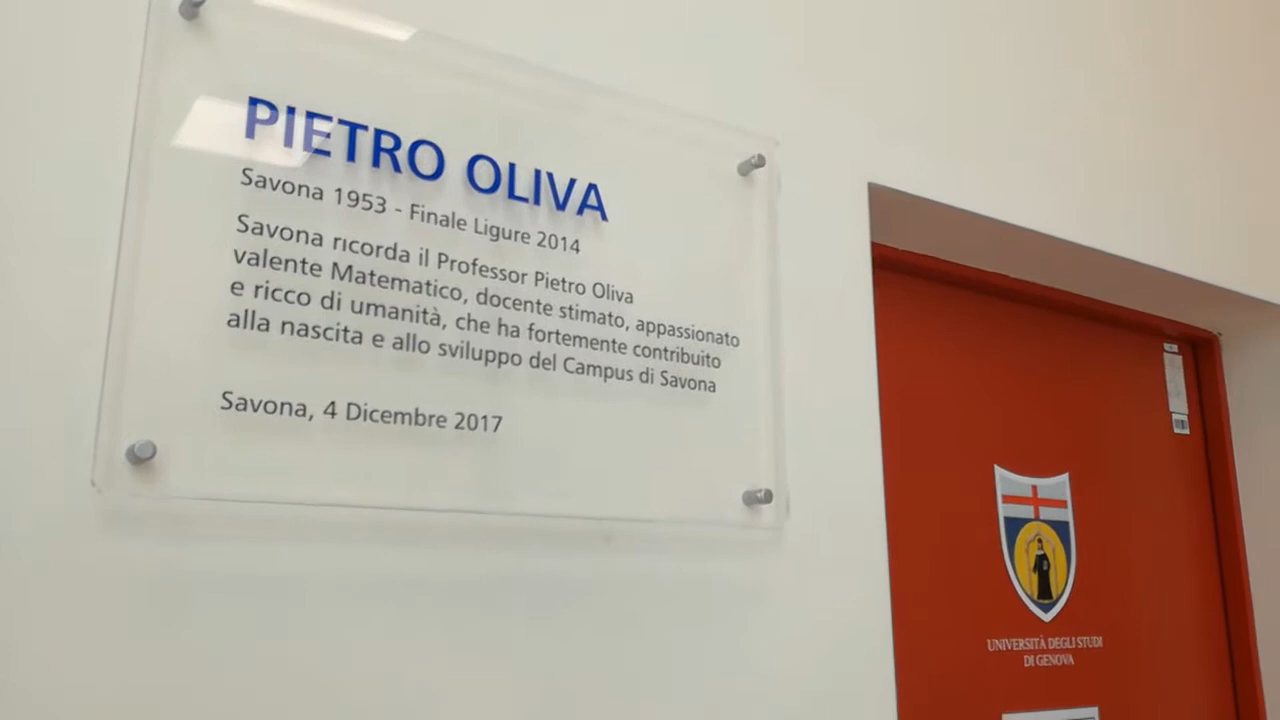 PIETRO OLIVA
Savona 1953 - Finale Ligure 2014
Savona ricorda il Professor Pietro Oliva
valente Matematico, docente stimato, appassionato
e ricco di umanità, che ha fortemente contribuito
alla nascita e allo sviluppo del Campus di Savona
Savona, 4 Dicembre 2017
UNIVERSITÀ DEGLI STUDI
DI GENOVA